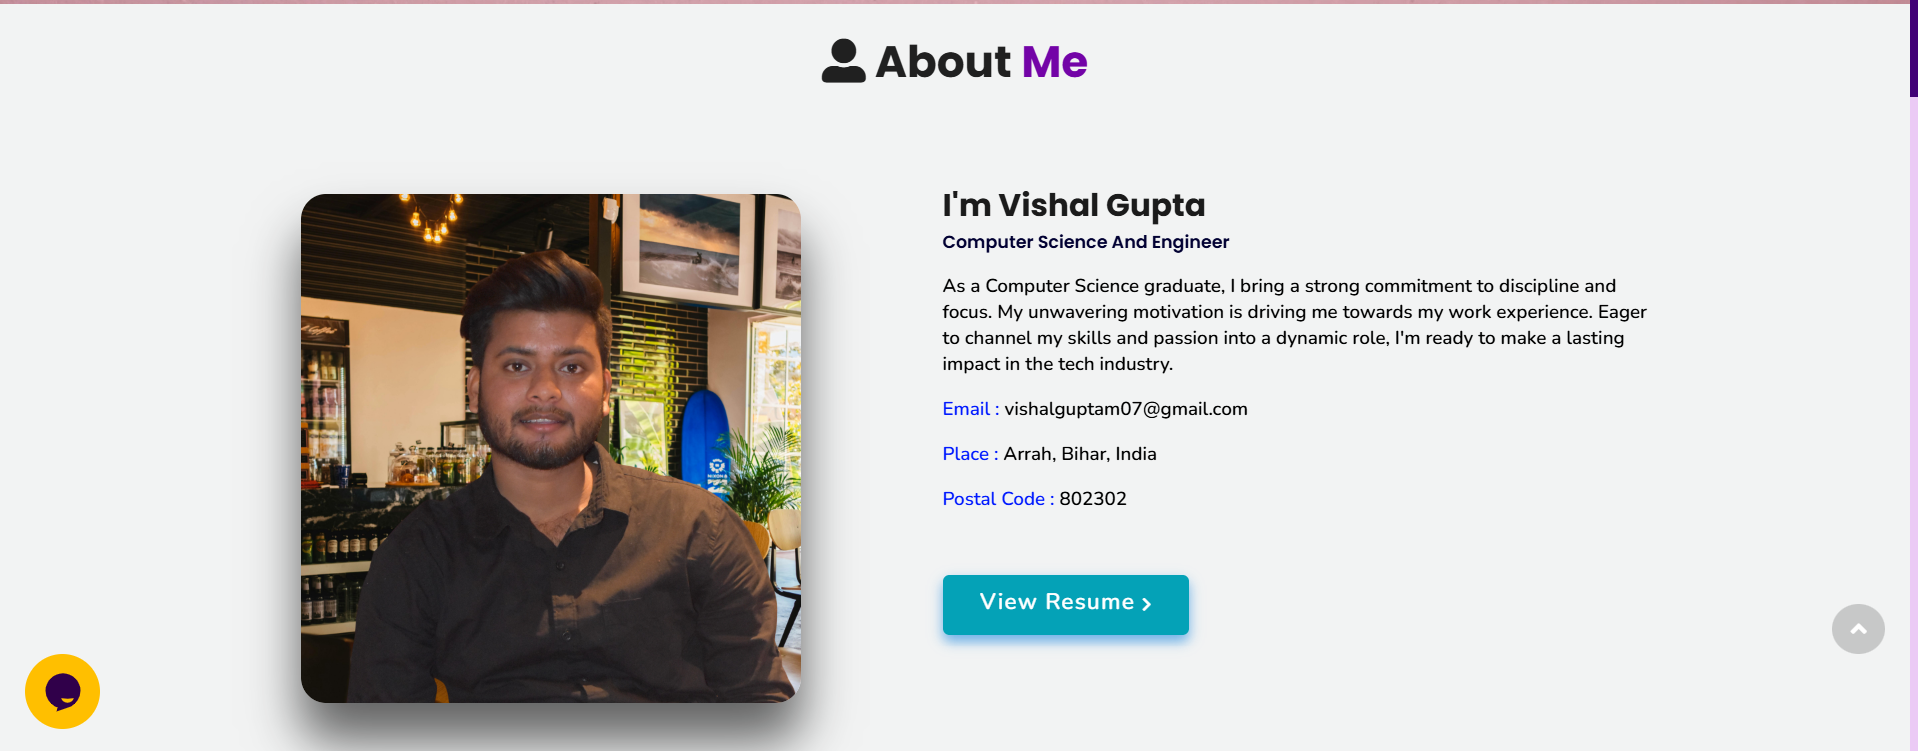 About Me
I'm Vishal Gupta
Computer Science And Engineer
As a Computer Science graduate, I bring a strong commitment to discipline and
focus. My unwavering motivation is driving me towards my work experience. Eager
to channel my skills and passion into a dynamic role, I'm ready to make a lasting
impact in the tech industry.
Email : vishalguptam07@gmail.com
Place : Arrah, Bihar, India
Postal Code : 802302
View Resume